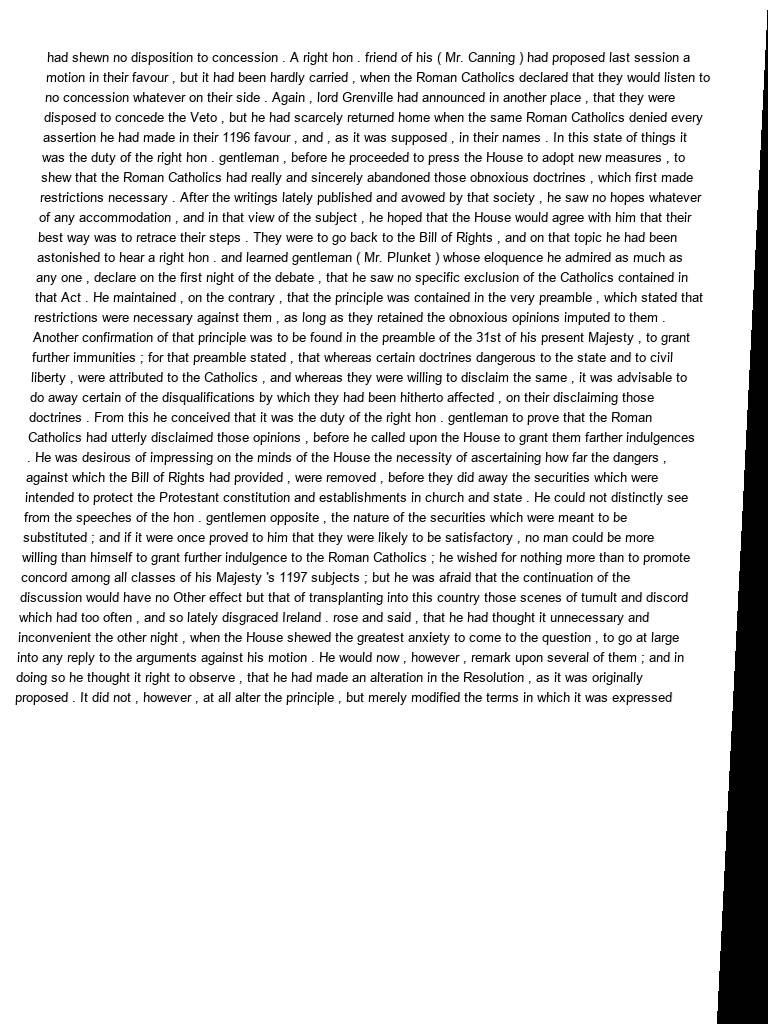 had shewn no disposition to concession . A right hon . friend of his ( Mr. Canning ) had proposed last session a
motion in their favour , but it had been hardly carried , when the Roman Catholics declared that they would listen to
no concession whatever on their side . Again , lord Grenville had announced in another place , that they were
disposed to concede the Veto , but he had scarcely returned home when the same Roman Catholics denied every
assertion he had made in their 1196 favour , and , as it was supposed , in their names . In this state of things it
was the duty of the right hon . gentleman , before he proceeded to press the House to adopt new measures , to
shew that the Roman Catholics had really and sincerely abandoned those obnoxious doctrines , which first made
restrictions necessary . After the writings lately published and avowed by that society , he saw no hopes whatever
of any accommodation , and in that view of the subject , he hoped that the House would agree with him that their
best way was to retrace their steps . They were to go back to the Bill of Rights , and on that topic he had been
astonished to hear a right hon . and learned gentleman ( Mr. Plunket ) whose eloquence he admired as much as
any one , declare on the first night of the debate , that he saw no specific exclusion of the Catholics contained in
that Act . He maintained , on the contrary , that the principle was contained in the very preamble , which stated that
restrictions were necessary against them , as long as they retained the obnoxious opinions imputed to them .
Another confirmation of that principle was to be found in the preamble of the 31st of his present Majesty , to grant
further immunities ; for that preamble stated , that whereas certain doctrines dangerous to the state and to civil
liberty , were attributed to the Catholics , and whereas they were willing to disclaim the same , it was advisable to
do away certain of the disqualifications by which they had been hitherto affected , on their disclaiming those
doctrines . From this he conceived that it was the duty of the right hon . gentleman to prove that the Roman
Catholics had utterly disclaimed those opinions , before he called upon the House to grant them farther indulgences
. He was desirous of impressing on the minds of the House the necessity of ascertaining how far the dangers ,
against which the Bill of Rights had provided , were removed , before they did away the securities which were
intended to protect the Protestant constitution and establishments in church and state . He could not distinctly see
from the speeches of the hon . gentlemen opposite , the nature of the securities which were meant to be
substituted ; and if it were once proved to him that they were likely to be satisfactory , no man could be more
willing than himself to grant further indulgence to the Roman Catholics ; he wished for nothing more than to promote
concord among all classes of his Majesty 's 1197 subjects ; but he was afraid that the continuation of the
discussion would have no Other effect but that of transplanting into this country those scenes of tumult and discord
which had too often , and so lately disgraced Ireland . rose and said , that he had thought it unnecessary and
inconvenient the other night , when the House shewed the greatest anxiety to come to the question , to go at large
into any reply to the arguments against his motion . He would now , however , remark upon several of them ; and in
doing so he thought it right to observe , that he had made an alteration in the Resolution , as it was originally
proposed . It did not , however , at all alter the principle , but merely modified the terms in which it was expressed